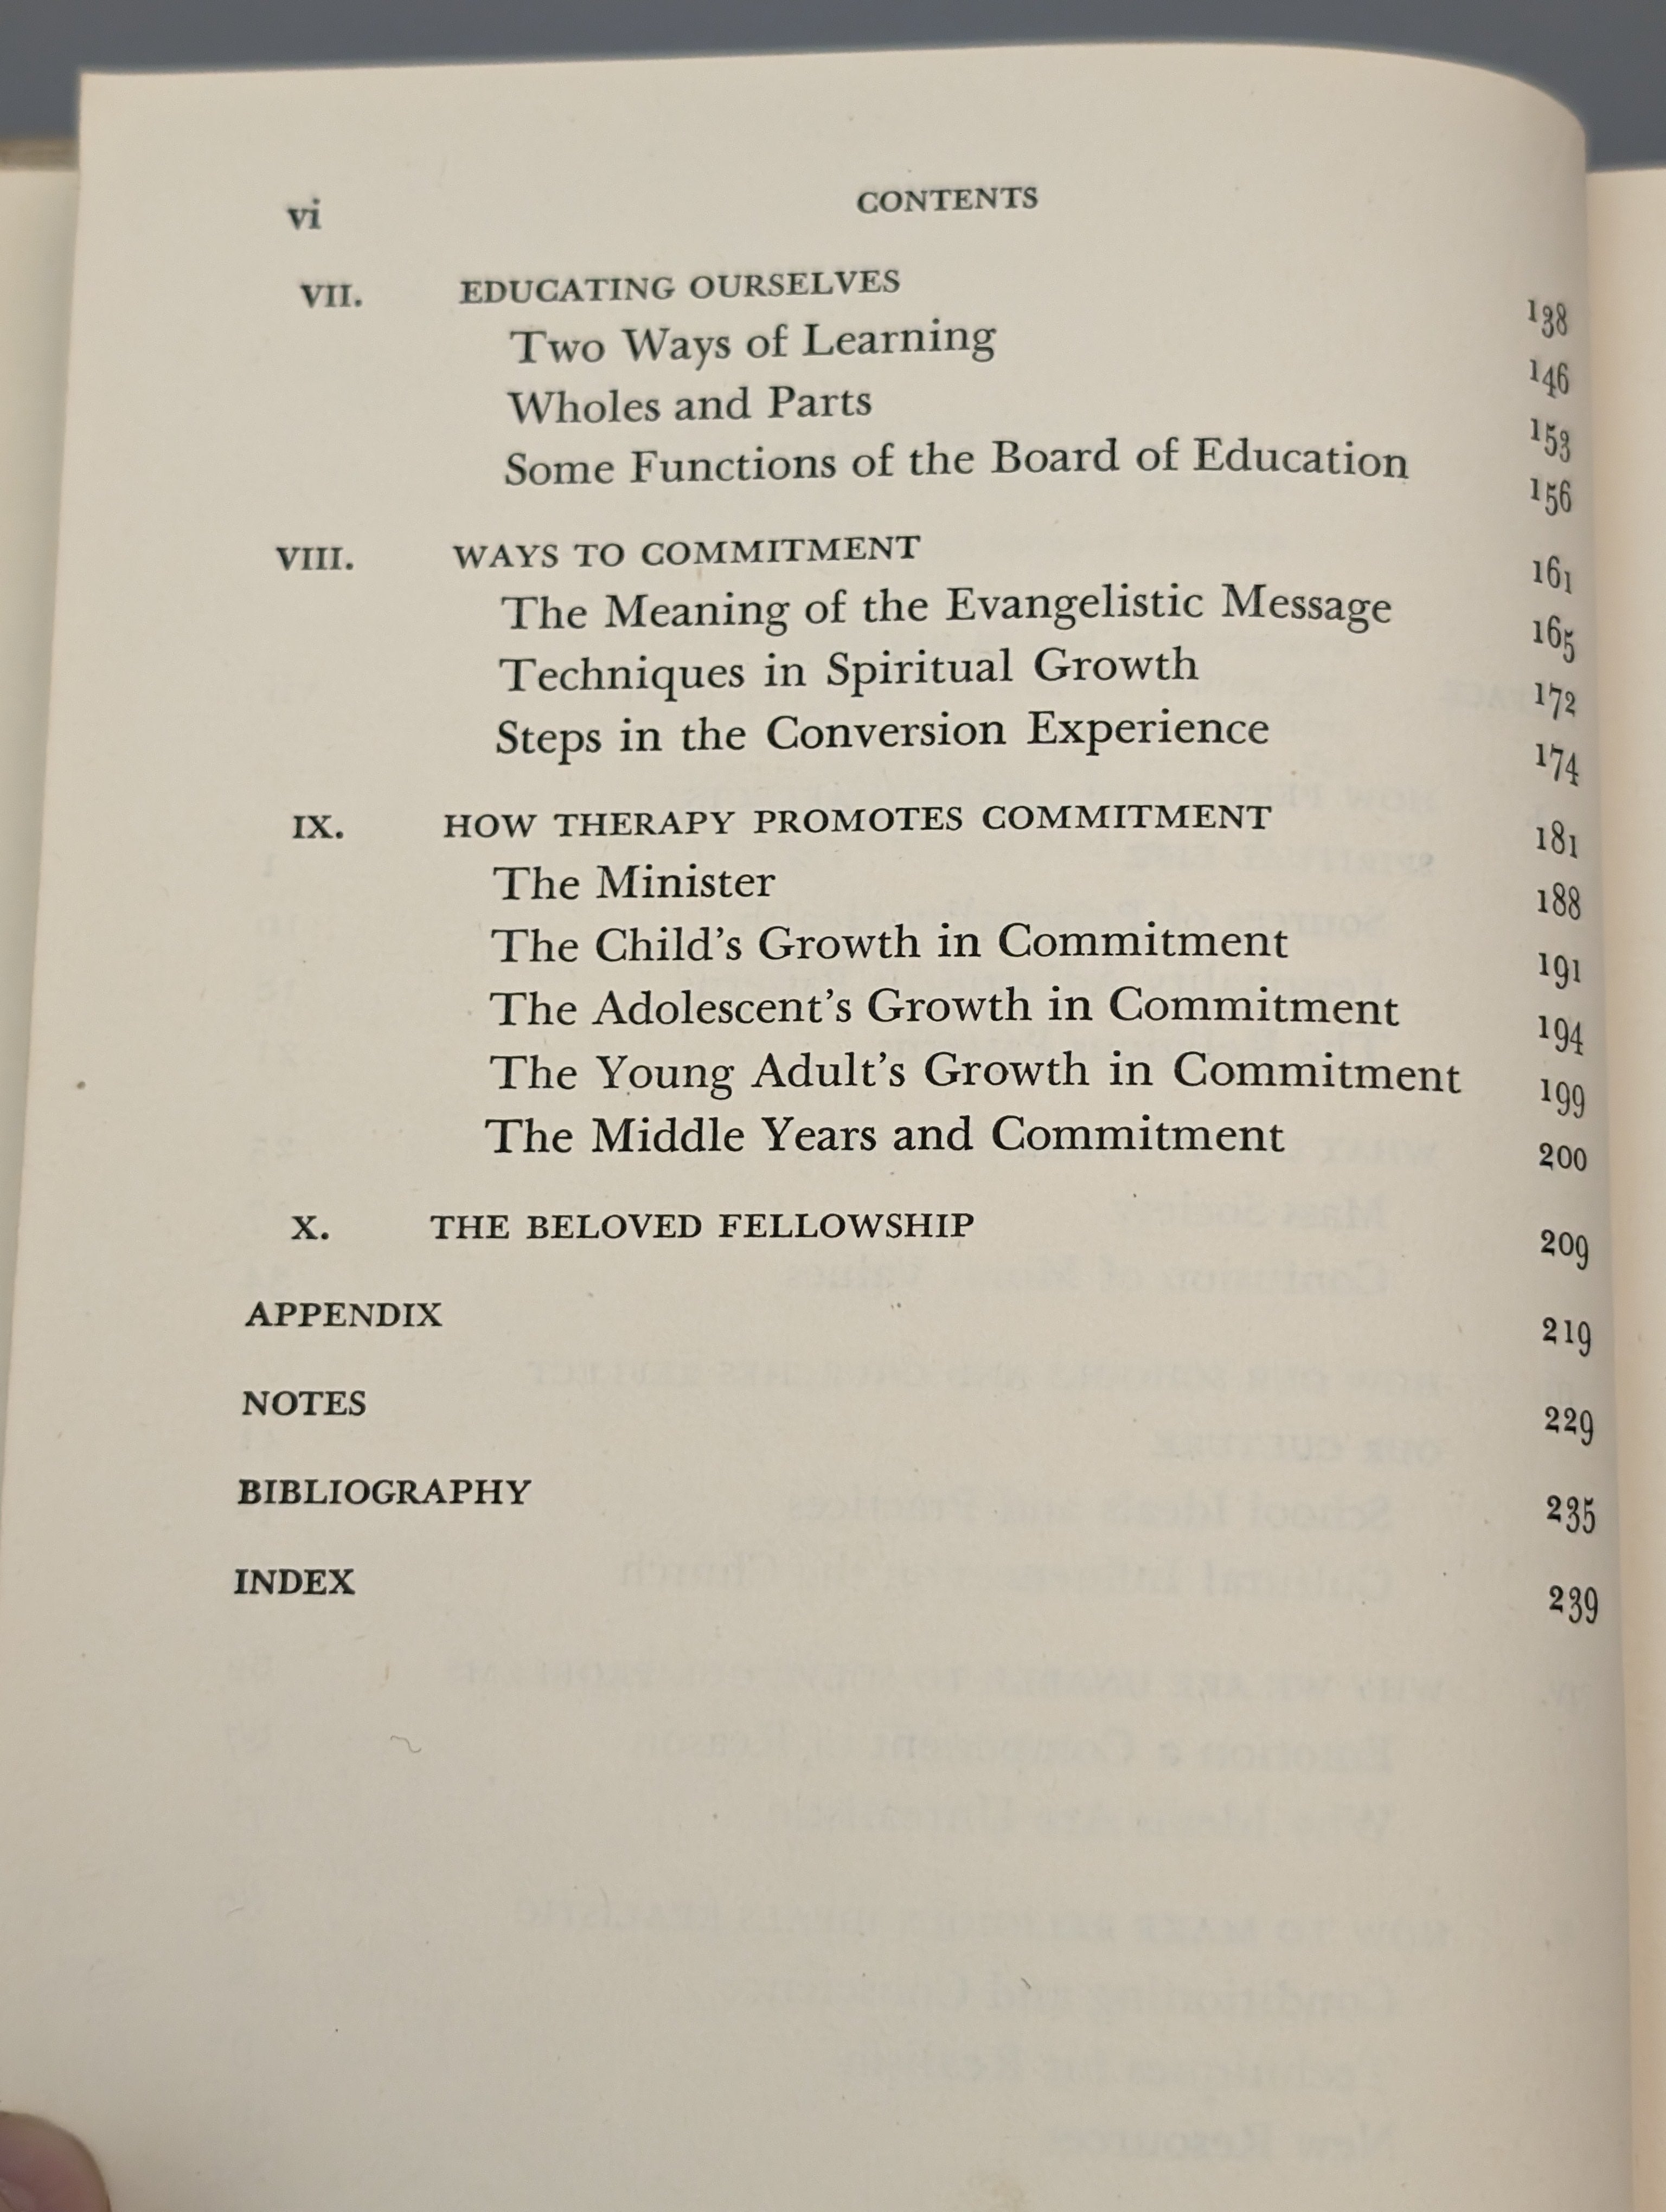 vi CONTENTS
VII. EDUCATING OURSELVES 138
Two Ways of Learning 146
Wholes and Parts 153
Some Functions of the Board of Education 156
VIII. WAYS TO COMMITMENT 161
The Meaning of the Evangelistic Message 165
Techniques in Spiritual Growth 172
Steps in the Conversion Experience 174
IX. HOW THERAPY PROMOTES COMMITMENT 181
The Minister 188
The Child’s Growth in Commitment 191
The Adolescent’s Growth in Commitment 194
The Young Adult’s Growth in Commitment 199
The Middle Years and Commitment 200
X. THE BELOVED FELLOWSHIP 209
APPENDIX 219
NOTES 229
BIBLIOGRAPHY 235
INDEX 239